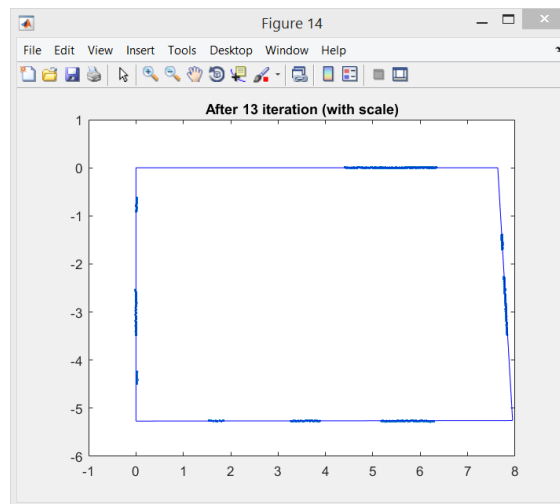 Figure 14
File Edit View Insert Tools Desktop Window Help
After 13 iteration (with scale)
1
0
-1
-2
-3
-4
-5
-6
-1 0 1 2 3 4 5 6 7 8